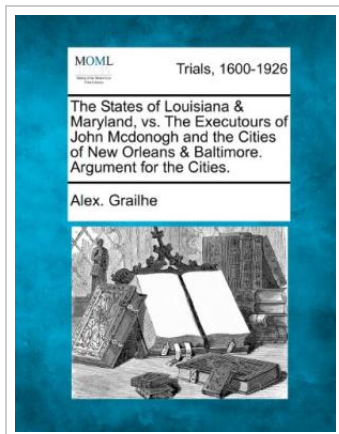 MOML
Trials, 1600-1926
The States of Louisiana &
Maryland, vs. The Executours of
John Mcdonogh and the Cities
of New Orleans & Baltimore.
Argument for the Cities.
Alex. Grailhe